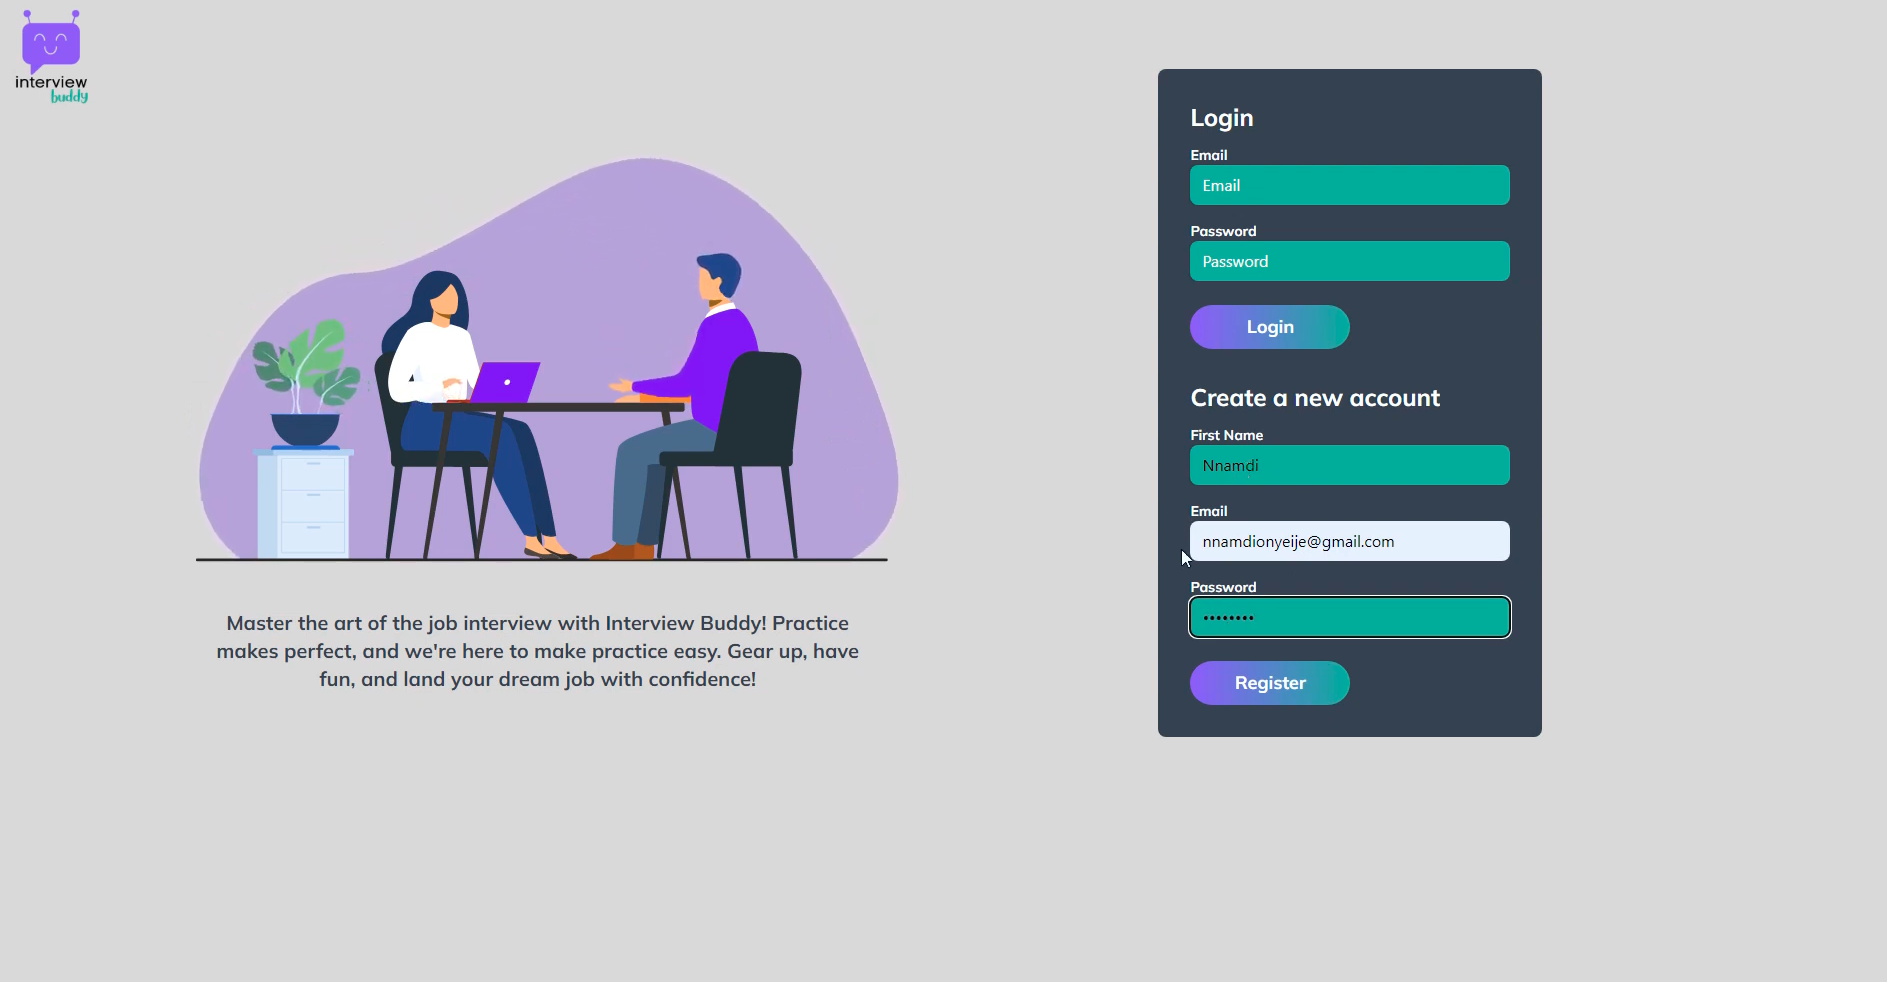 interview
buddy
Login
Email
Email
Password
Password
Login
Create a new account
First Name
Nnamdi
Email
nnamdionyeije@gmail.com
Password
••••••••
Register
Master the art of the job interview with Interview Buddy! Practice
makes perfect, and we're here to make practice easy. Gear up, have
fun, and land your dream job with confidence!